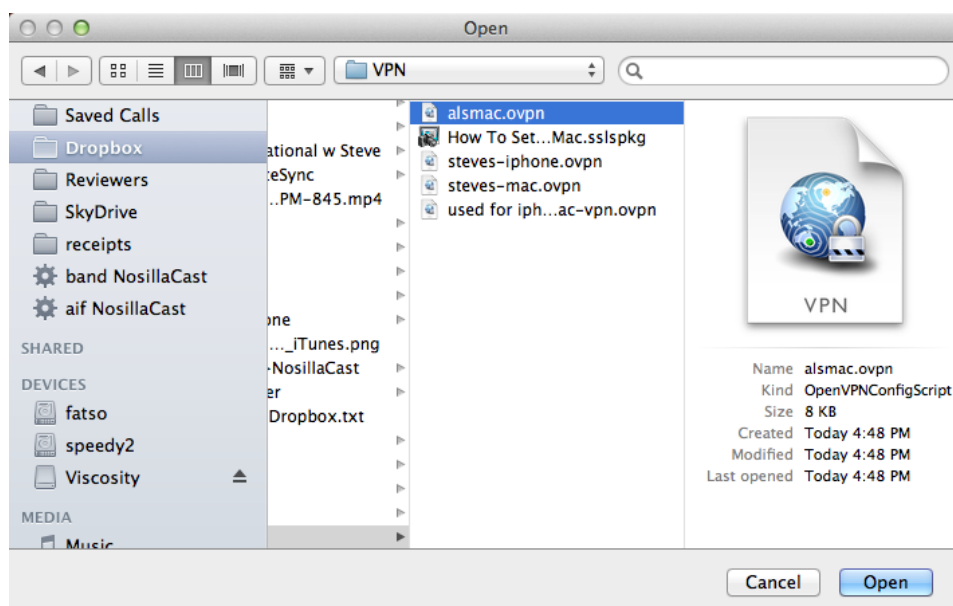 Open
VPN
Saved Calls
Dropbox
Reviewers
SkyDrive
receipts
band NosillaCast
aif NosillaCast
SHARED
DEVICES
fatso
speedy2
Viscosity
MEDIA
Music
ational w Steve
eSync
...PM-845.mp4
one
..._iTunes.png
-NosillaCast
er
Dropbox.txt
alsmac.ovpn
How To Set...Mac.sslspkg
steves-iphone.ovpn
steves-mac.ovpn
used for iph...ac-vpn.ovpn
VPN
Name alsmac.ovpn
Kind OpenVPNConfigScript
Size 8 KB
Created Today 4:48 PM
Modified Today 4:48 PM
Last opened Today 4:48 PM
Cancel
Open